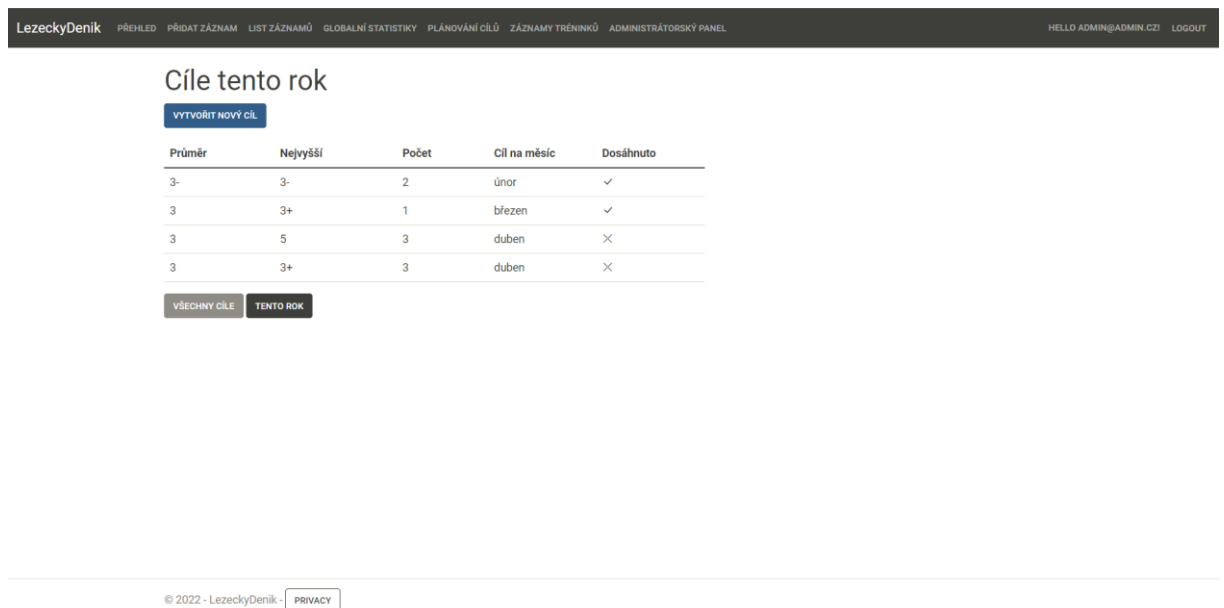 LezeckyDenik PŘEHLED PŘIDAT ZÁZNAM LIST ZÁZNAMŮ GLOBALNÍ STATISTIKY PLÁNOVÁNÍ CÍLŮ ZÁZNAMY TRÉNINKŮ ADMINISTRÁTORSKÝ PANEL HELLO ADMIN@ADMIN.CZ! LOGOUT
Cíle tento rok
VYTVOŘIT NOVÝ CÍL
Průměr Nejvyšší Počet Cíl na měsíc Dosáhnuto
3- 3- 2 únor ✓
3 3+ 1 březen ✓
3 5 3 duben ✕
3 3+ 3 duben ✕
VŠECHNY CÍLE TENTO ROK
© 2022 - LezeckyDenik - PRIVACY